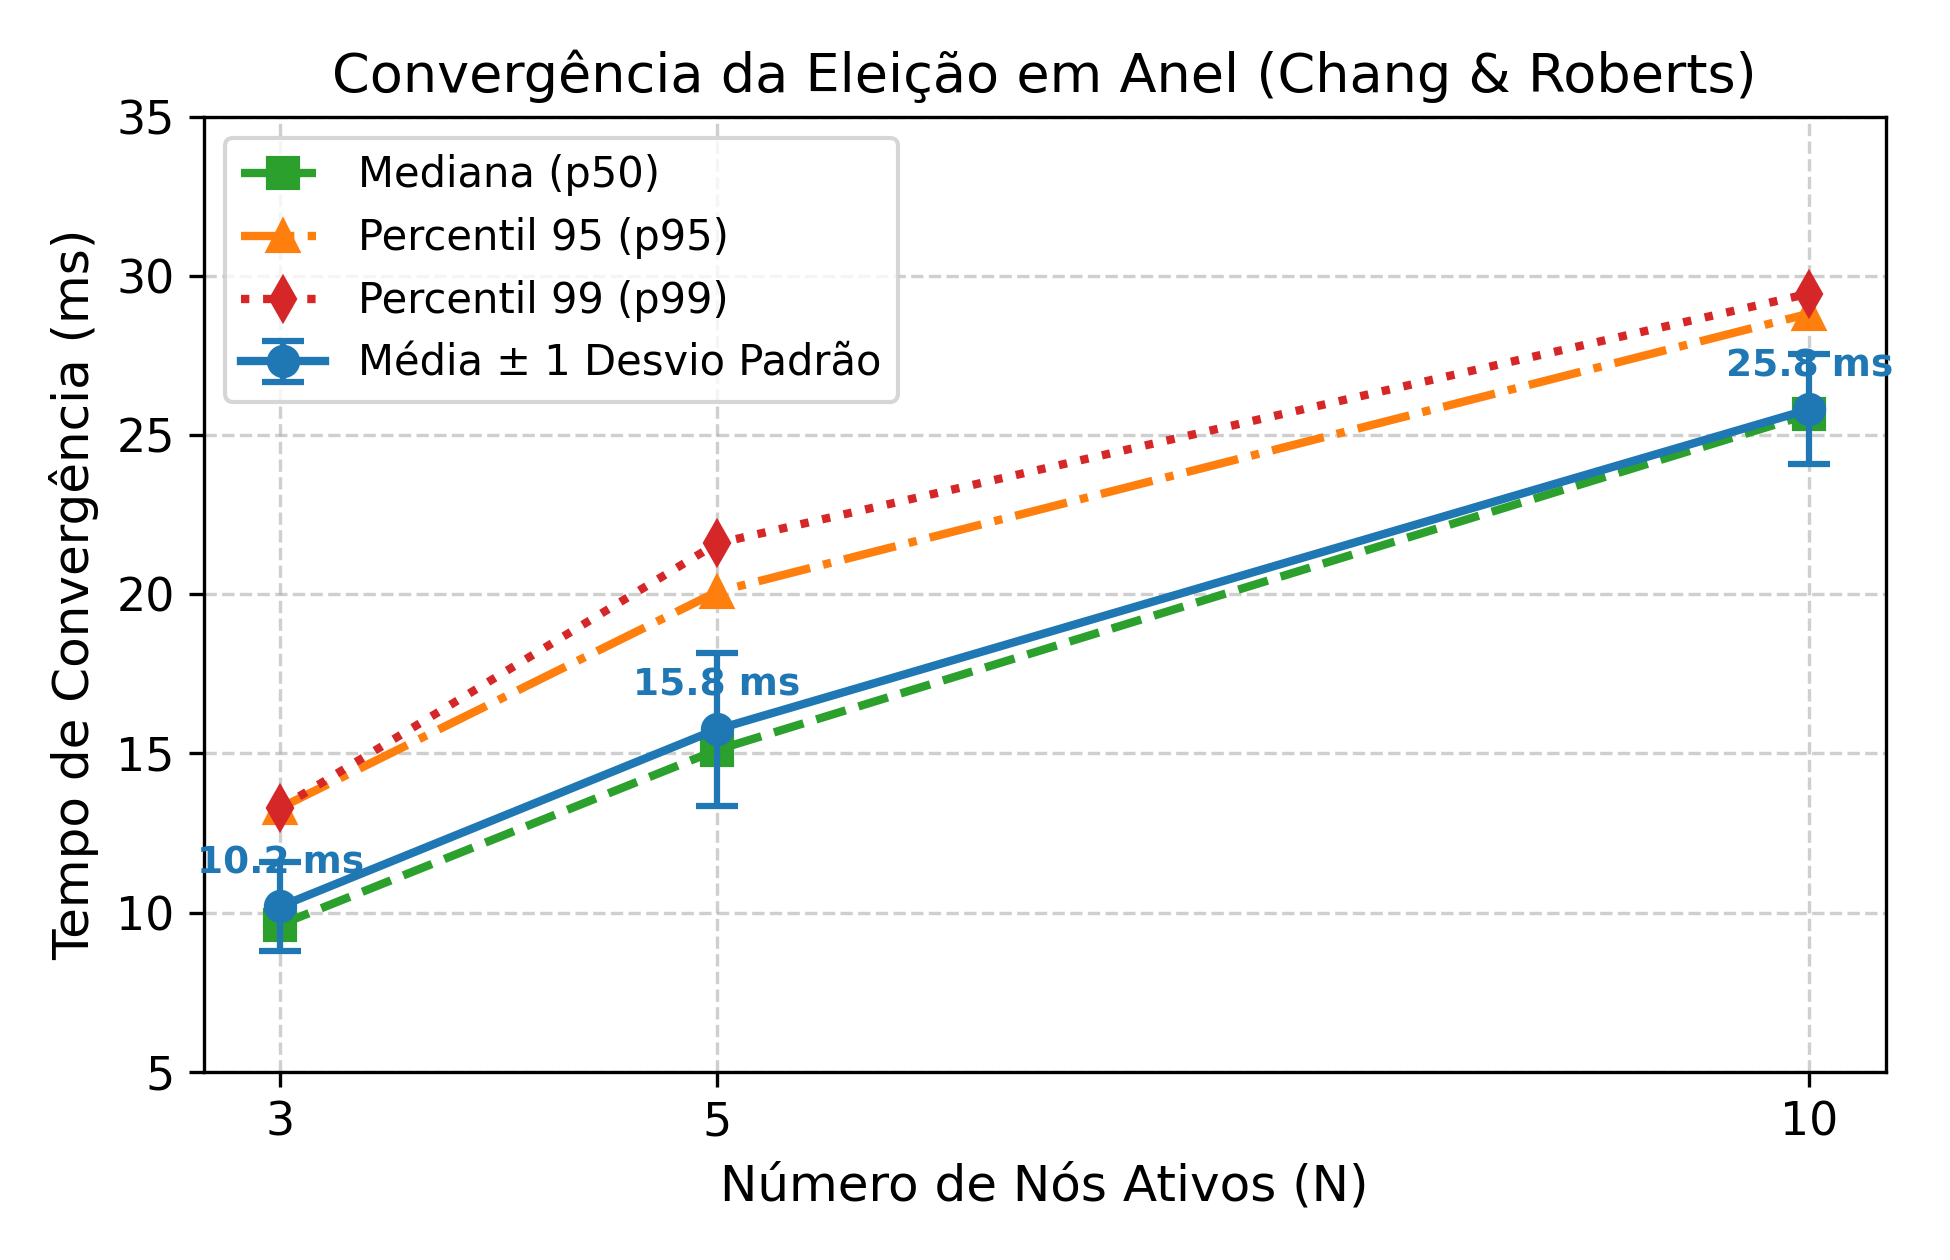 Convergência da Eleição em Anel (Chang & Roberts)
Tempo de Convergência (ms)
35
30
25
20
15
10
5
Mediana (p50)
Percentil 95 (p95)
Percentil 99 (p99)
Média ± 1 Desvio Padrão
10.2 ms
15.8 ms
25.8 ms
3
5
10
Número de Nós Ativos (N)